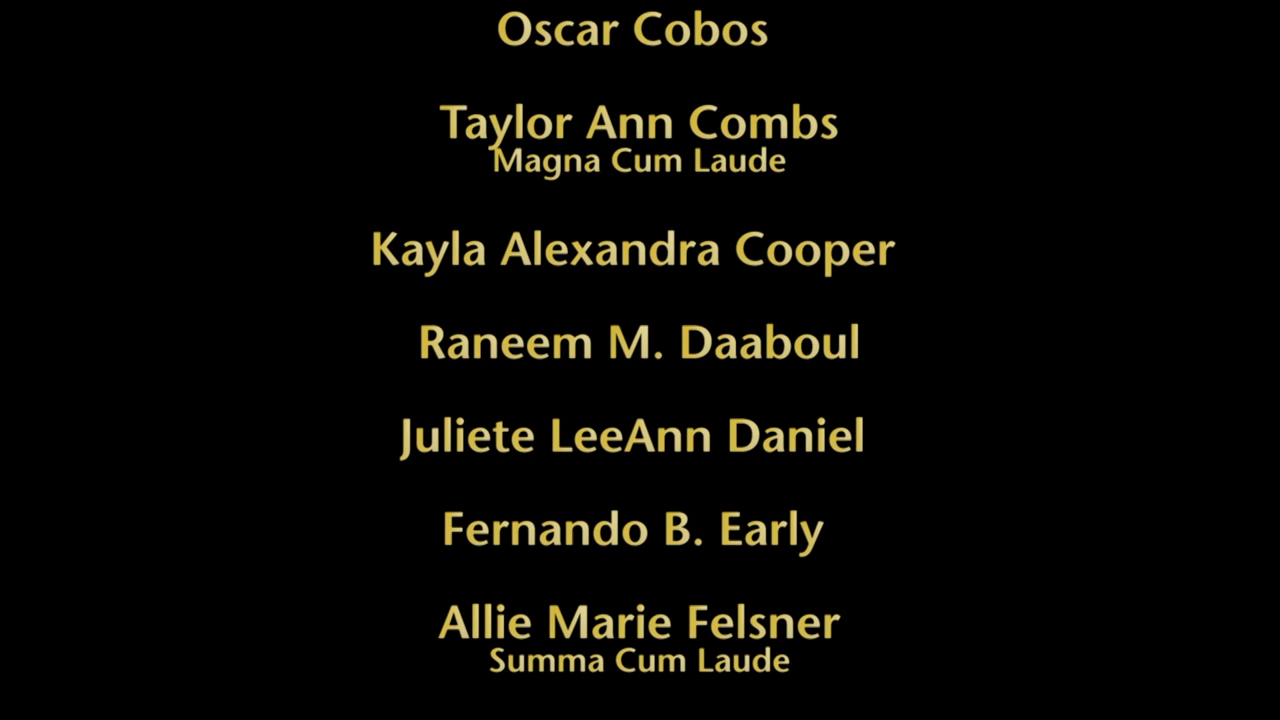 Oscar Cobos
Taylor Ann Combs
Magna Cum Laude
Kayla Alexandra Cooper
Raneem M. Daaboul
Juliete LeeAnn Daniel
Fernando B. Early
Allie Marie Felsner
Summa Cum Laude